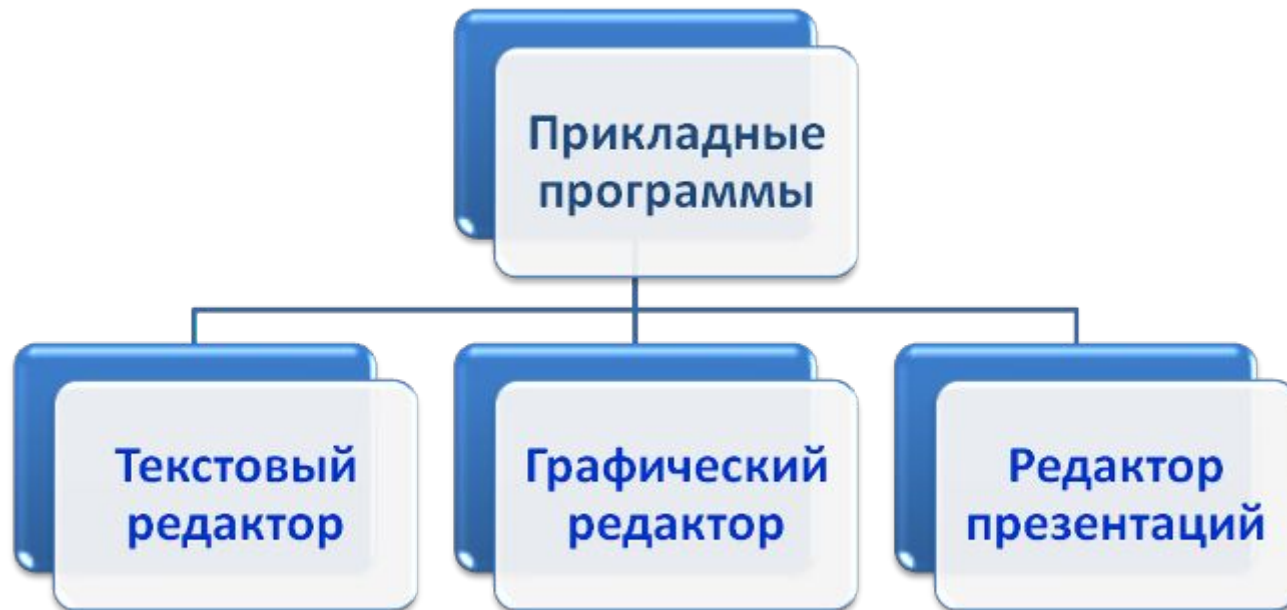 Прикладные
программы
Текстовый
редактор
Графический
редактор
Редактор
презентаций